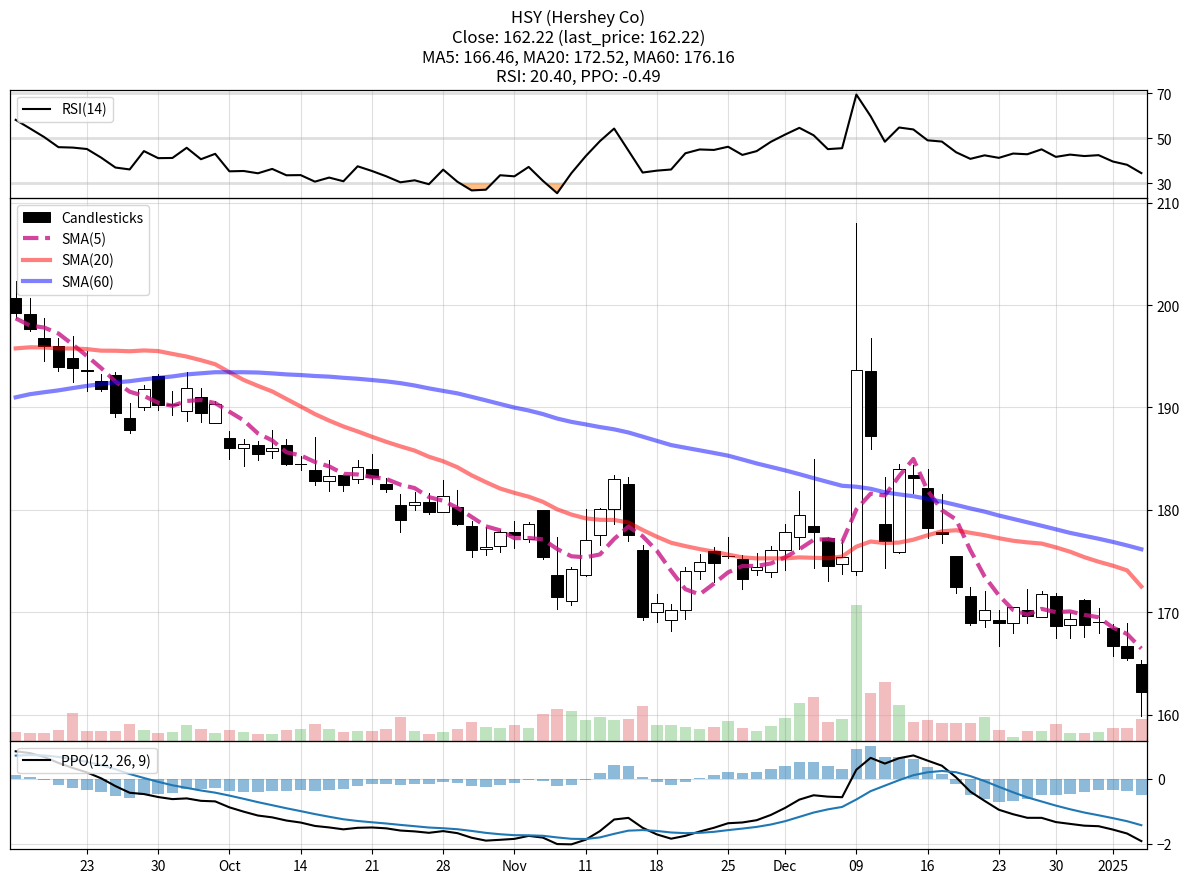 HSY (Hershey Co)
Close: 162.22 (last_price: 162.22)
MA5: 166.46, MA20: 172.52, MA60: 176.16
RSI: 20.40, PPO: -0.49
RSI(14)
70
50
30
Candlesticks
SMA(5)
SMA(20)
SMA(60)
210
200
190
180
170
160
PPO(12, 26, 9)
0
−2
23 30 Oct 14 21 28 Nov 11 18 25 Dec 09 16 23 30 2025